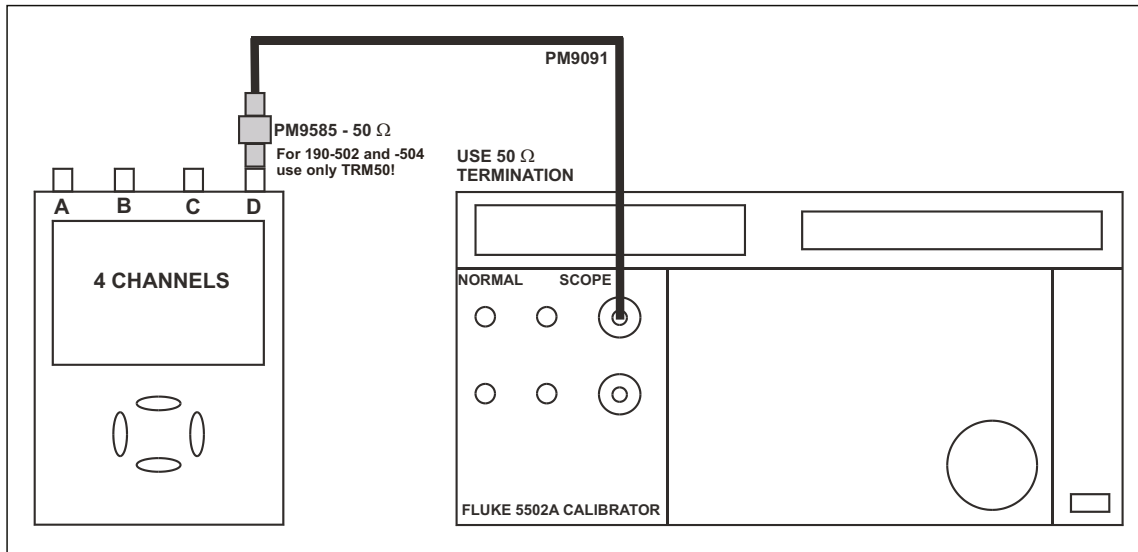 PM9091
PM9585 - 50 Ω
For 190-502 and -504
use only TRM50!
USE 50 Ω
TERMINATION
A B C D
4 CHANNELS
NORMAL SCOPE
FLUKE 5502A CALIBRATOR